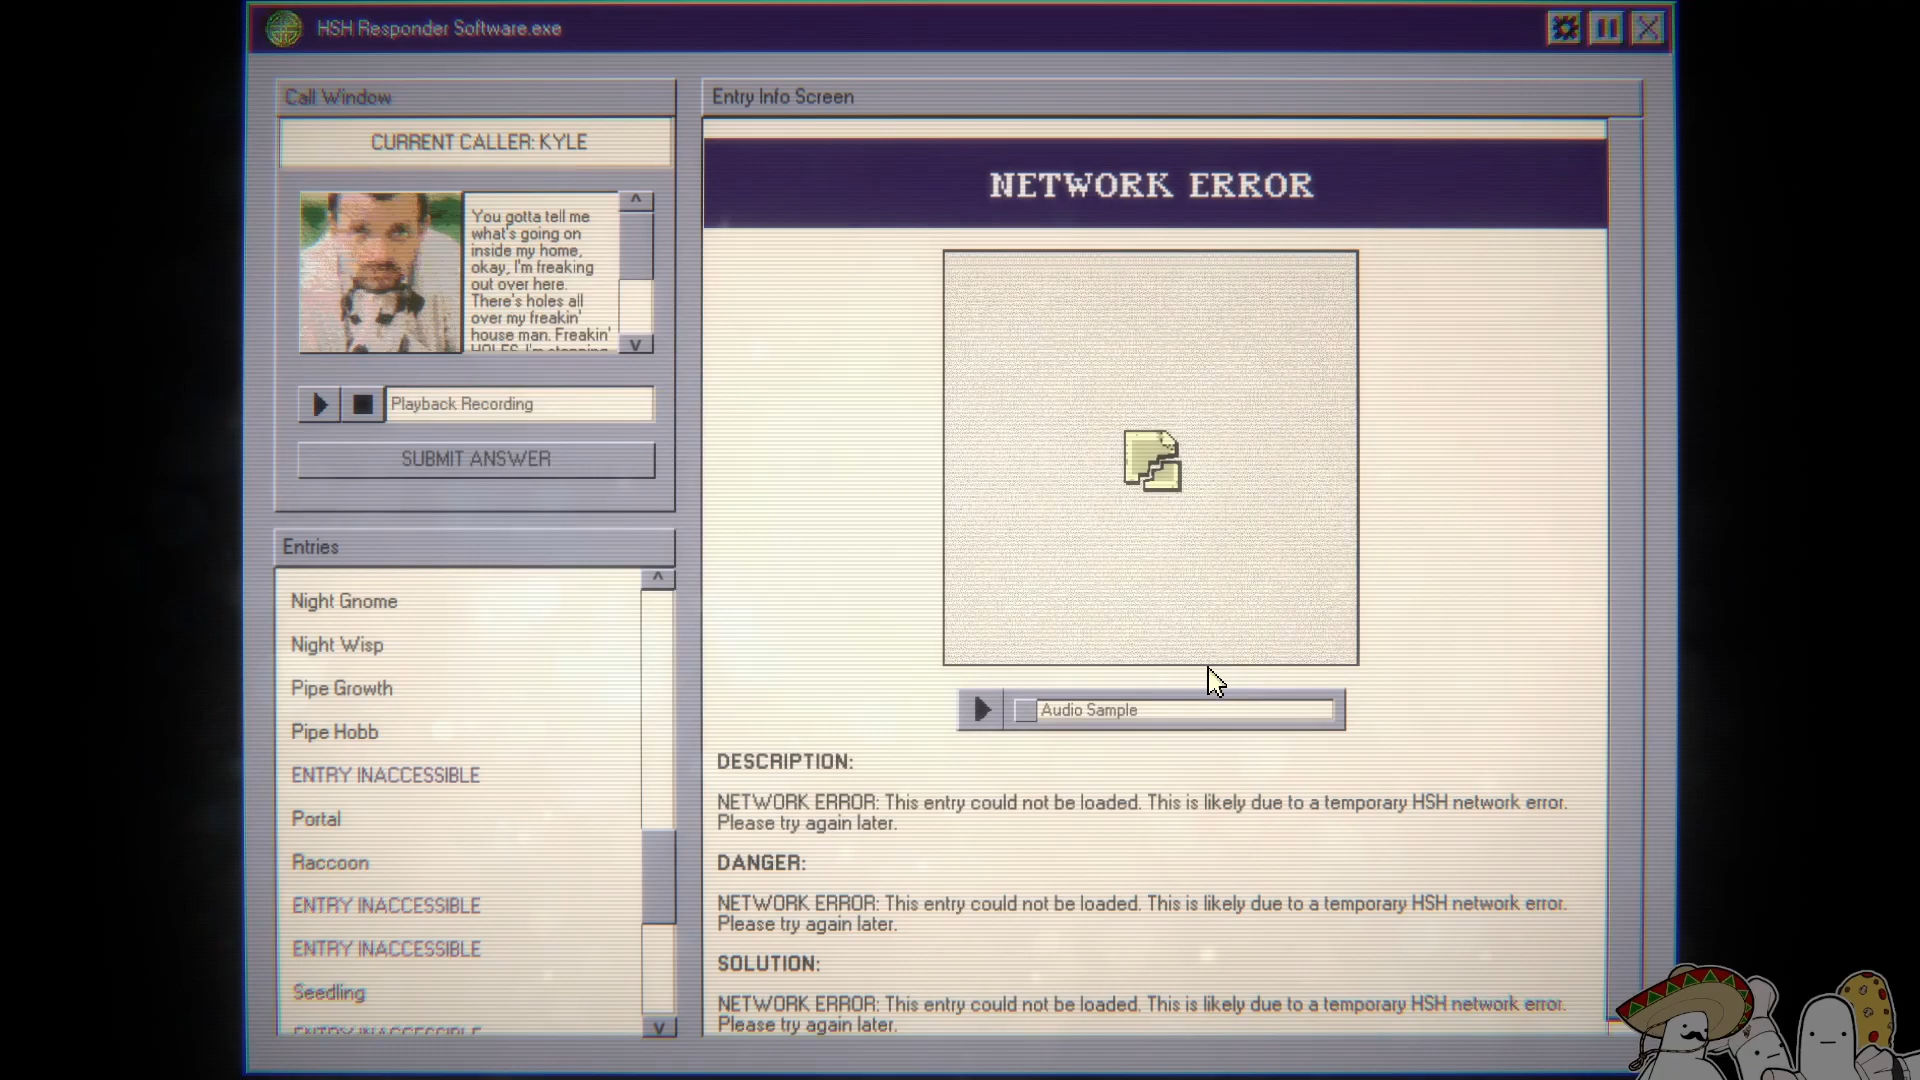 HSH Responder Software.exe
Call Window
CURRENT CALLER: KYLE
You gotta tell me
what's going on
inside my home,
okay, I'm freaking
out over here.
There's holes all
over my freakin'
house man. Freakin'
HOLES. I'm stepping
Playback Recording
SUBMIT ANSWER
Entries
Night Gnome
Night Wisp
Pipe Growth
Pipe Hobb
ENTRY INACCESSIBLE
Portal
Raccoon
ENTRY INACCESSIBLE
ENTRY INACCESSIBLE
Seedling
ENTRY INACCESSIBLE
Entry Info Screen
NETWORK ERROR
Audio Sample
DESCRIPTION:
NETWORK ERROR: This entry could not be loaded. This is likely due to a temporary HSH network error.
Please try again later.
DANGER:
NETWORK ERROR: This entry could not be loaded. This is likely due to a temporary HSH network error.
Please try again later.
SOLUTION:
NETWORK ERROR: This entry could not be loaded. This is likely due to a temporary HSH network error.
Please try again later.